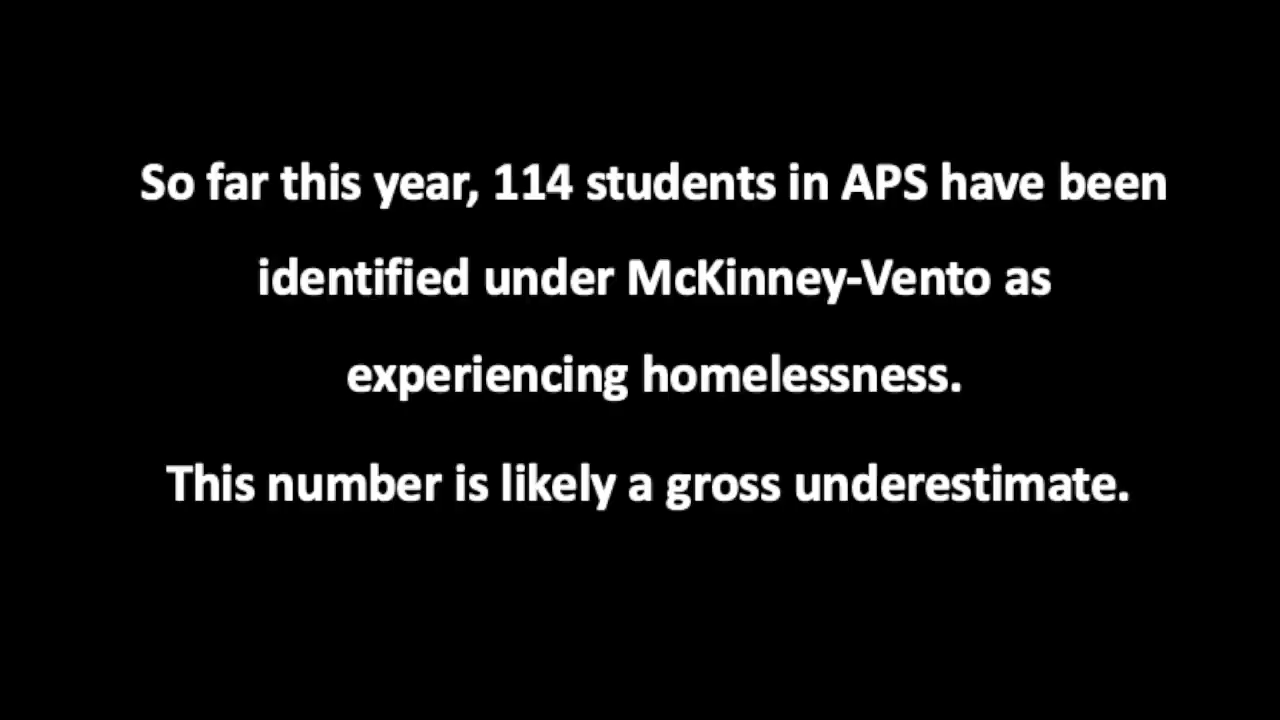 So far this year, 114 students in APS have been
identified under McKinney-Vento as
experiencing homelessness.
This number is likely a gross underestimate.